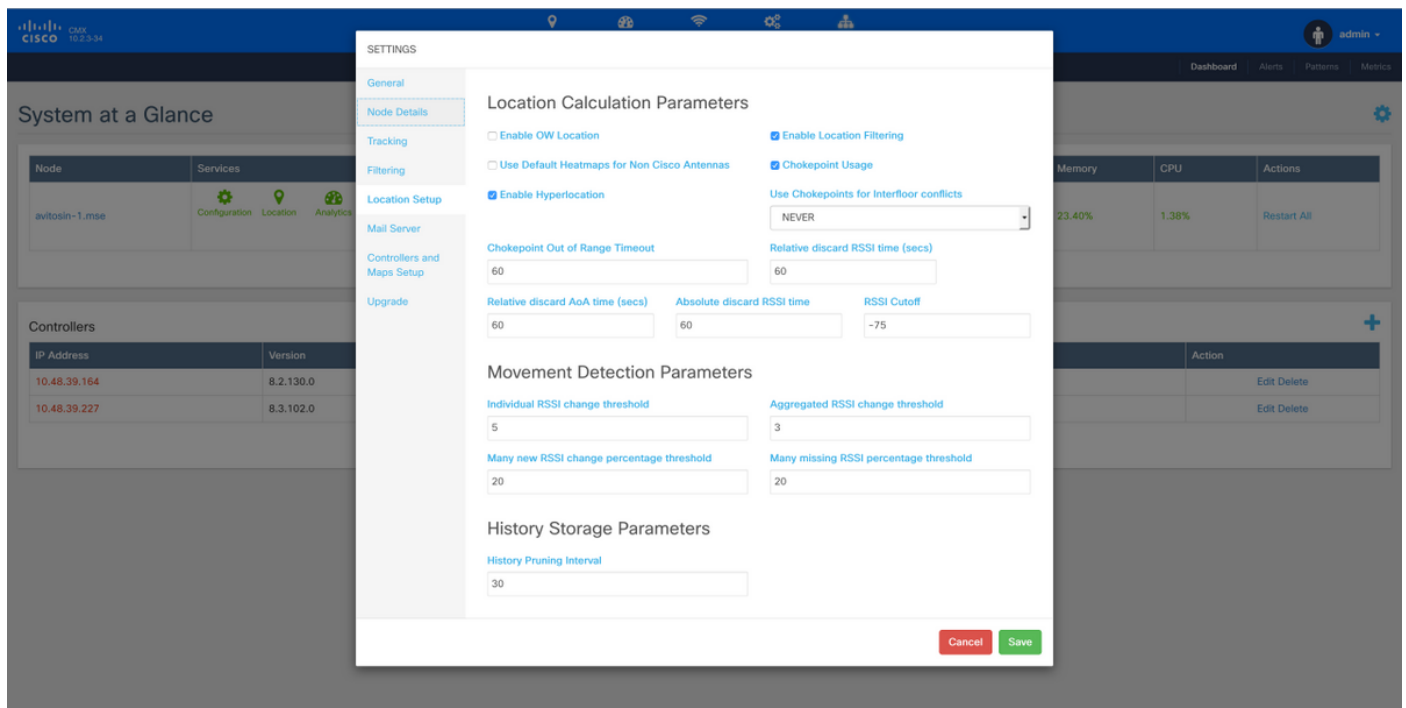 CISCO CMX 10.2.3-34
admin
Dashboard Alerts Patterns Metrics
System at a Glance
Node Services Memory CPU Actions
avitosin-1.mse Configuration Location Analytics 23.40% 1.38% Restart All
Controllers
IP Address Version Action
10.48.39.164 8.2.130.0 Edit Delete
10.48.39.227 8.3.102.0 Edit Delete
SETTINGS
General
Node Details
Tracking
Filtering
Location Setup
Mail Server
Controllers and
Maps Setup
Upgrade
Location Calculation Parameters
Enable OW Location Enable Location Filtering
Use Default Heatmaps for Non Cisco Antennas Chokepoint Usage
Enable Hyperlocation Use Chokepoints for Interfloor conflicts
NEVER
Chokepoint Out of Range Timeout Relative discard RSSI time (secs)
60 60
Relative discard AoA time (secs) Absolute discard RSSI time RSSI Cutoff
60 60 -75
Movement Detection Parameters
Individual RSSI change threshold Aggregated RSSI change threshold
5 3
Many new RSSI change percentage threshold Many missing RSSI percentage threshold
20 20
History Storage Parameters
History Pruning Interval
30
Cancel Save